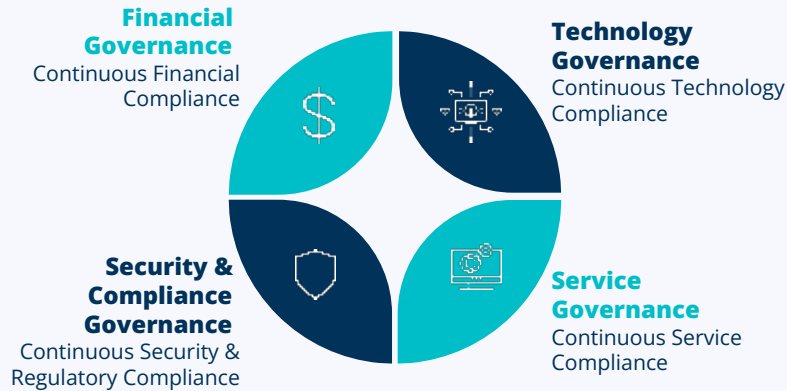 Financial
Governance
Continuous Financial
Compliance
Technology
Governance
Continuous Technology
Compliance
Security &
Compliance
Governance
Continuous Security &
Regulatory Compliance
Service
Governance
Continuous Service
Compliance